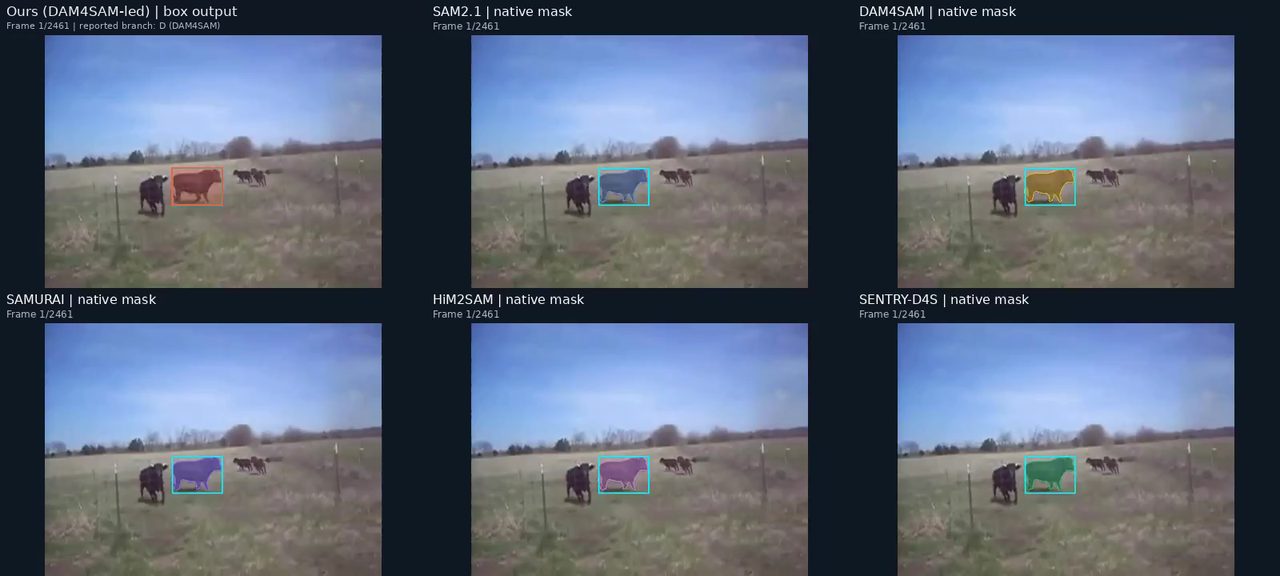 Ours (DAM4SAM-led) | box output
Frame 1/2461 | reported branch: D (DAM4SAM)
SAM2.1 | native mask
Frame 1/2461
DAM4SAM | native mask
Frame 1/2461
SAMURAI | native mask
Frame 1/2461
HiM2SAM | native mask
Frame 1/2461
SENTRY-D4S | native mask
Frame 1/2461